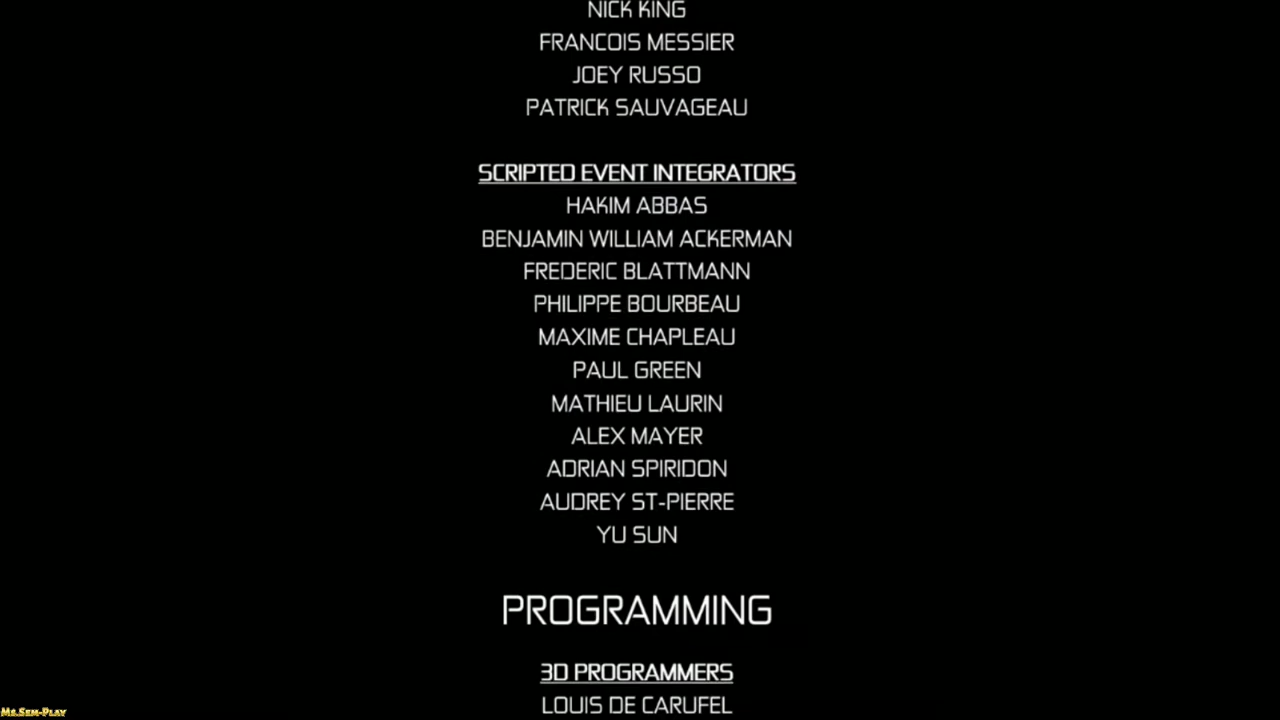 NICK KING
FRANCOIS MESSIER
JOEY RUSSO
PATRICK SAUVAGEAU
SCRIPTED EVENT INTEGRATORS
HAKIM ABBAS
BENJAMIN WILLIAM ACKERMAN
FREDERIC BLATTMANN
PHILIPPE BOURBEAU
MAXIME CHAPLEAU
PAUL GREEN
MATHIEU LAURIN
ALEX MAYER
ADRIAN SPIRIDON
AUDREY ST-PIERRE
YU SUN
PROGRAMMING
3D PROGRAMMERS
LOUIS DE CARUFEL
Ms.Sem-Play